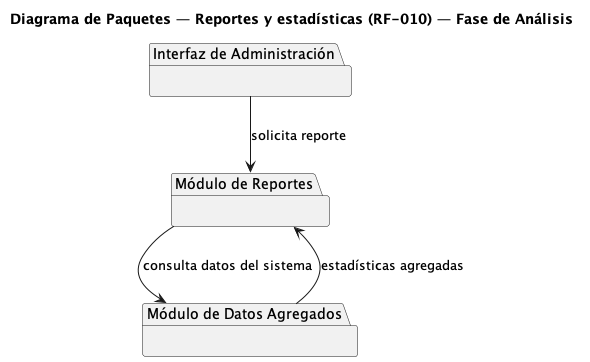 Diagrama de Paquetes — Reportes y estadísticas (RF-010) — Fase de Análisis
Interfaz de Administración
solicita reporte
Módulo de Reportes
consulta datos del sistema
estadísticas agregadas
Módulo de Datos Agregados